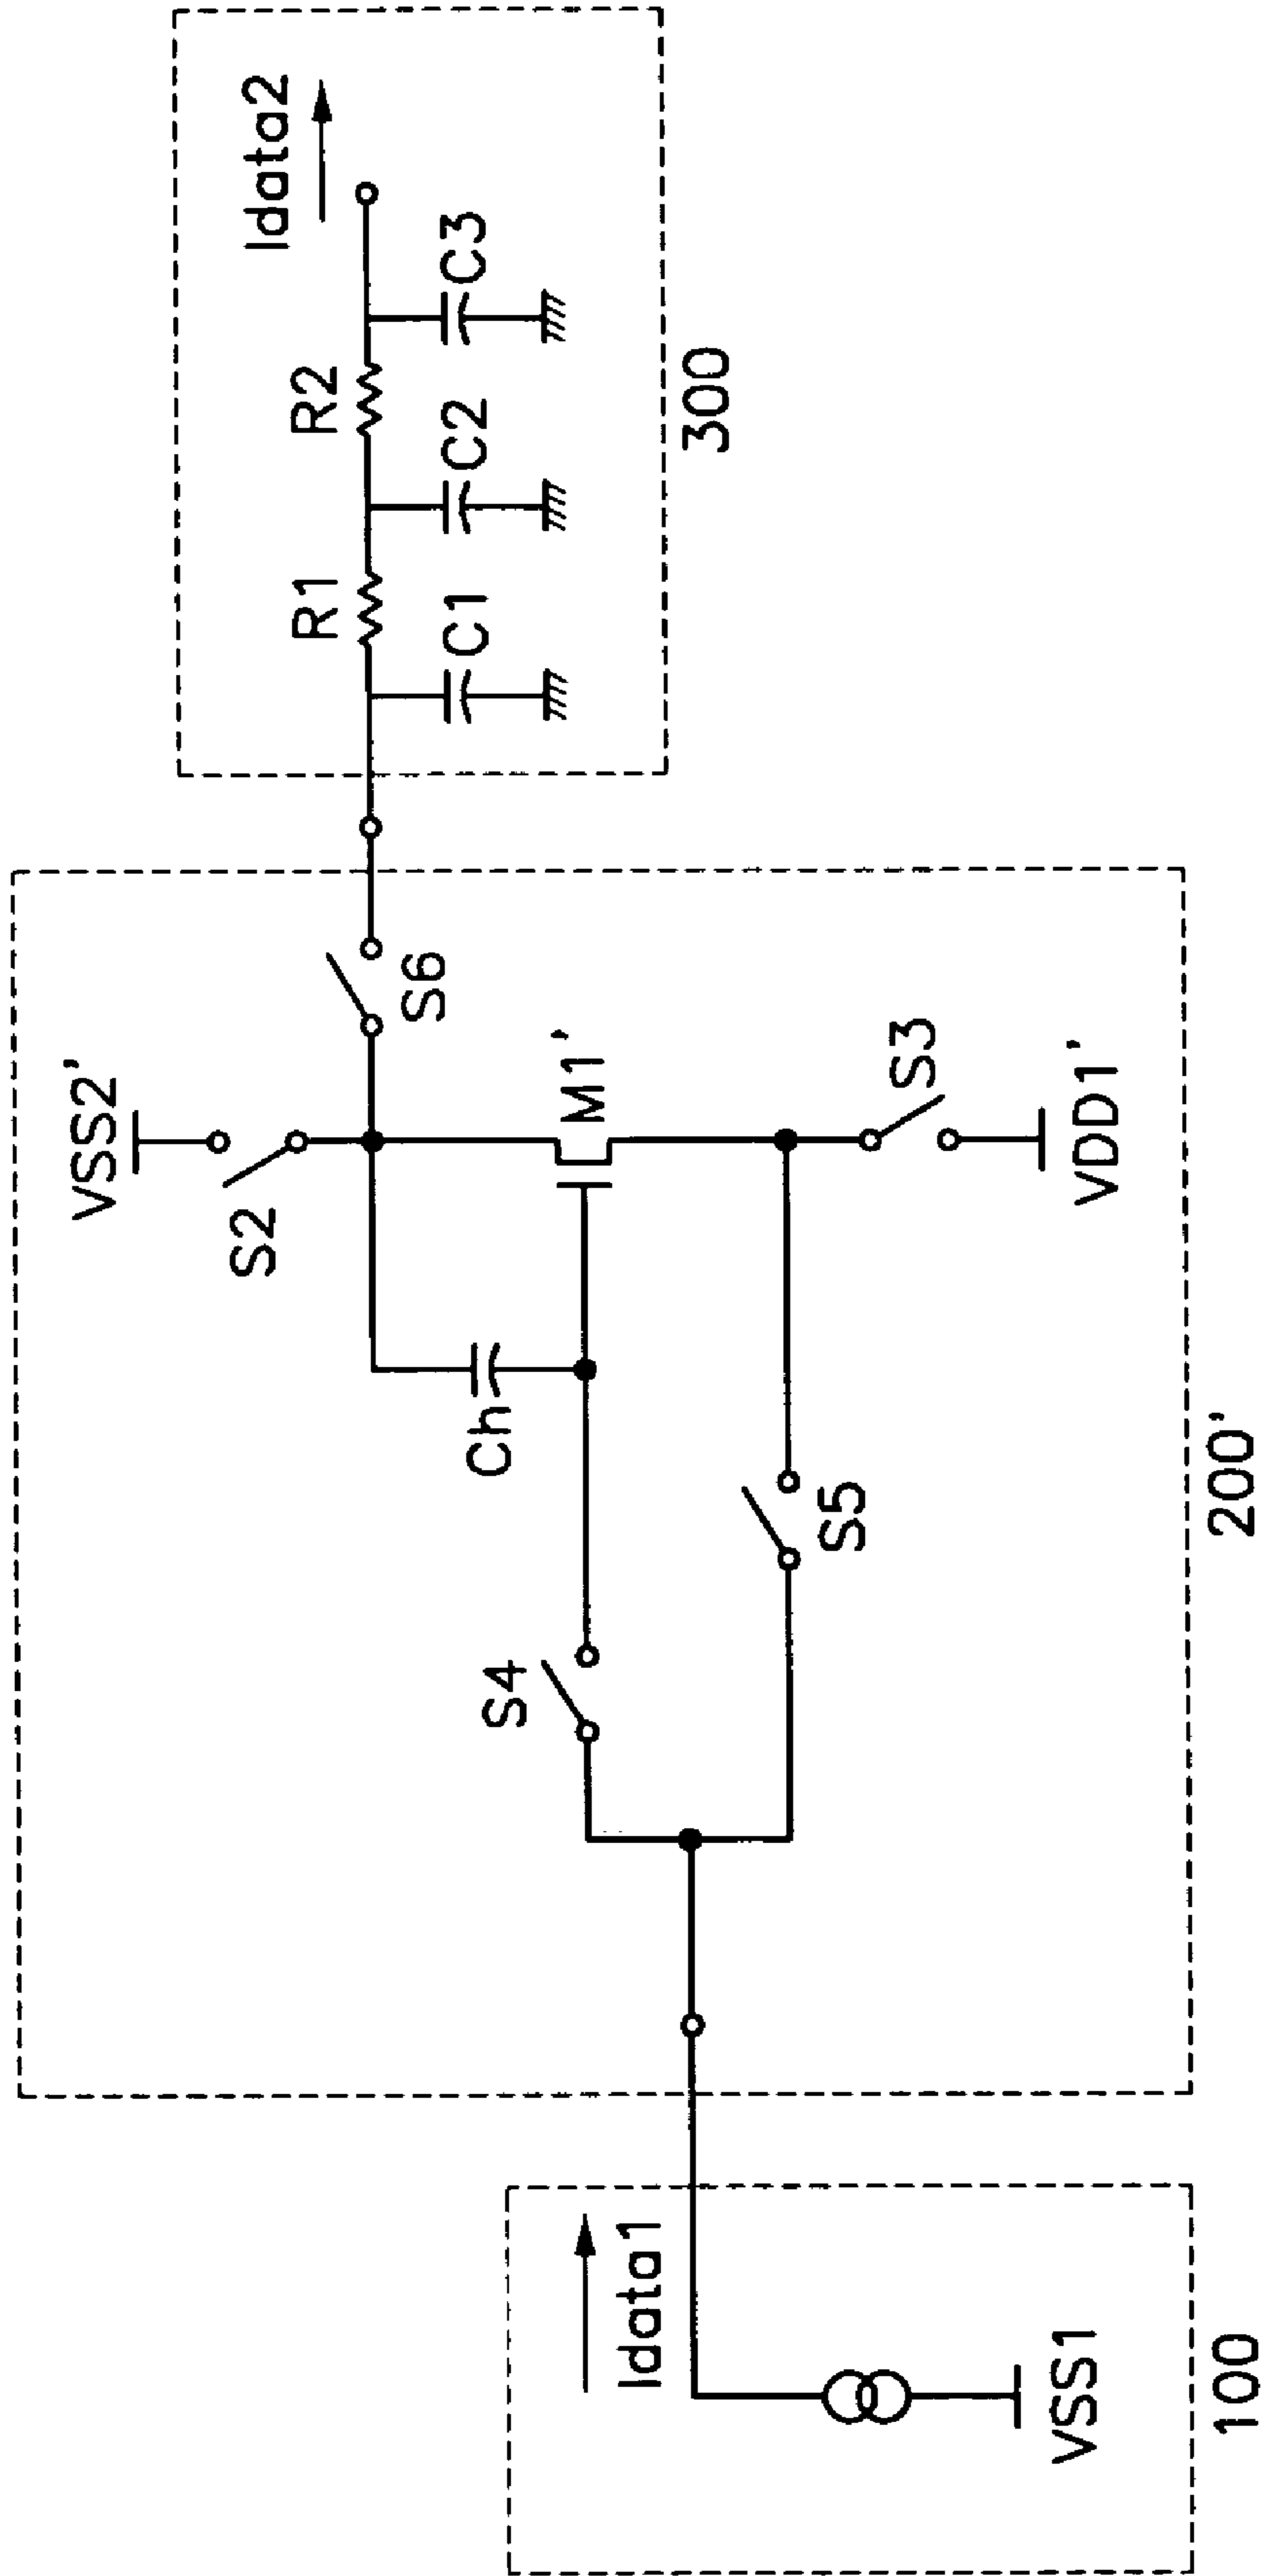 Idata2
R1
R2
C1
C2
C3
300
VSS2'
S2
S6
Ch
M1'
S4
S5
S3
VDD1'
200'
Idata1
VSS1
100